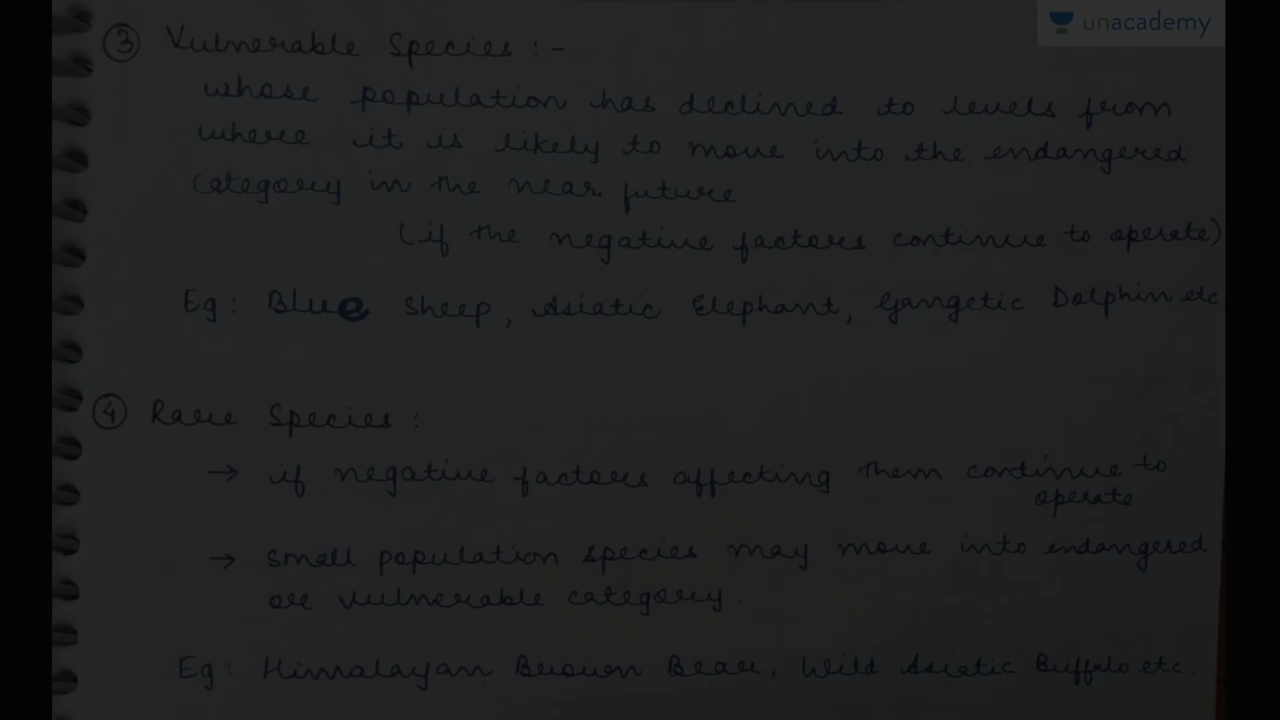 unacademy
③ Vulnerable Species :-
whose population has declined to levels from
where it is likely to move into the endangered
category in the near future
(if the negative factors continue to operate)
Eg : Blue Sheep, Asiatic Elephant, Gangetic Dolphin etc
④ Rare Species :
→ if negative factors affecting them continue to
operate
→ small population species may move into endangered
or vulnerable category.
Eg : Himalayan Brown Bear, Wild Asiatic Buffalo etc.